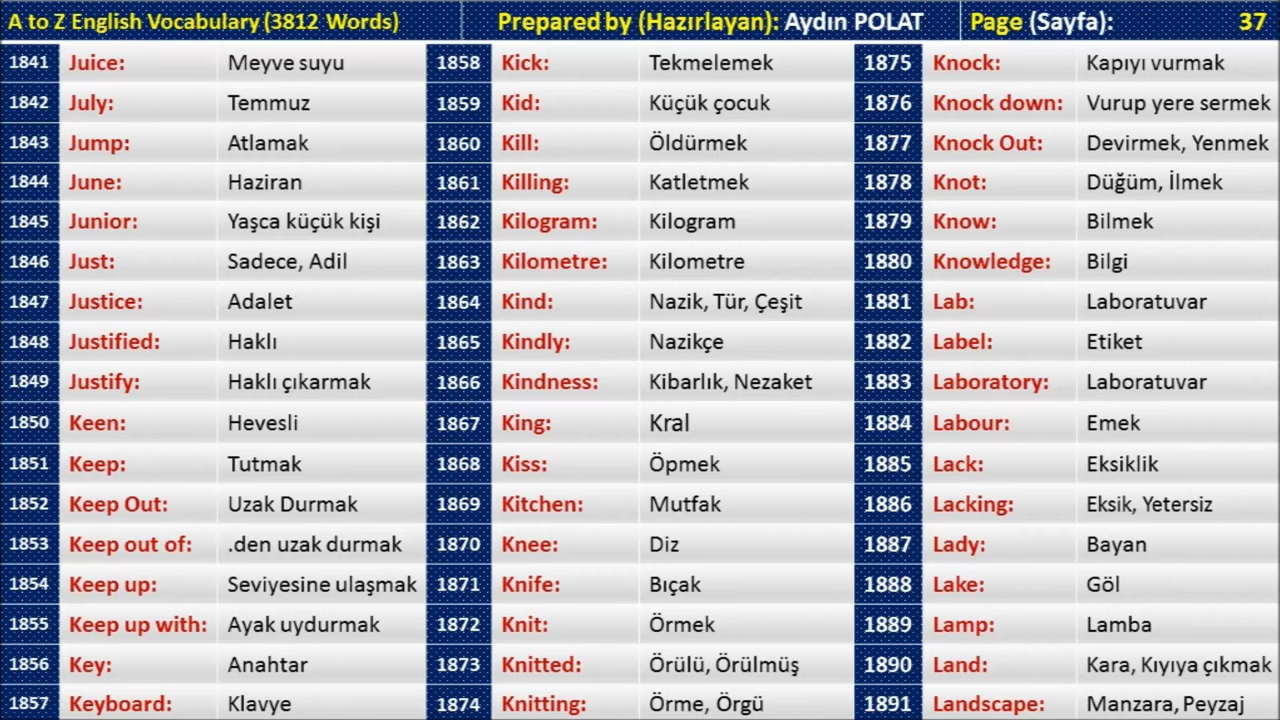 A to Z English Vocabulary (3812 Words) Prepared by (Hazırlayan): Aydın POLAT Page (Sayfa): 37
1841 Juice: Meyve suyu 1858 Kick: Tekmelemek 1875 Knock: Kapıyı vurmak
1842 July: Temmuz 1859 Kid: Küçük çocuk 1876 Knock down: Vurup yere sermek
1843 Jump: Atlamak 1860 Kill: Öldürmek 1877 Knock Out: Devirmek, Yenmek
1844 June: Haziran 1861 Killing: Katletmek 1878 Knot: Düğüm, İlmek
1845 Junior: Yaşca küçük kişi 1862 Kilogram: Kilogram 1879 Know: Bilmek
1846 Just: Sadece, Adil 1863 Kilometre: Kilometre 1880 Knowledge: Bilgi
1847 Justice: Adalet 1864 Kind: Nazik, Tür, Çeşit 1881 Lab: Laboratuvar
1848 Justified: Haklı 1865 Kindly: Nazikçe 1882 Label: Etiket
1849 Justify: Haklı çıkarmak 1866 Kindness: Kibarlık, Nezaket 1883 Laboratory: Laboratuvar
1850 Keen: Hevesli 1867 King: Kral 1884 Labour: Emek
1851 Keep: Tutmak 1868 Kiss: Öpmek 1885 Lack: Eksiklik
1852 Keep Out: Uzak Durmak 1869 Kitchen: Mutfak 1886 Lacking: Eksik, Yetersiz
1853 Keep out of: .den uzak durmak 1870 Knee: Diz 1887 Lady: Bayan
1854 Keep up: Seviyesine ulaşmak 1871 Knife: Bıçak 1888 Lake: Göl
1855 Keep up with: Ayak uydurmak 1872 Knit: Örmek 1889 Lamp: Lamba
1856 Key: Anahtar 1873 Knitted: Örülü, Örülmüş 1890 Land: Kara, Kıyıya çıkmak
1857 Keyboard: Klavye 1874 Knitting: Örme, Örgü 1891 Landscape: Manzara, Peyzaj